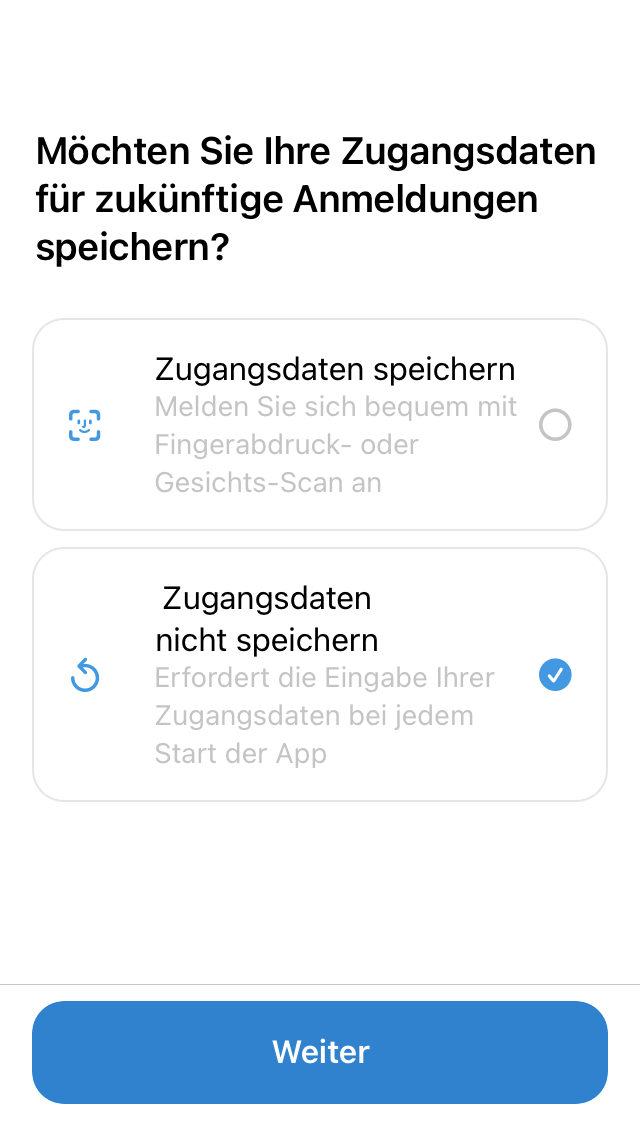 Möchten Sie Ihre Zugangsdaten
für zukünftige Anmeldungen
speichern?
Zugangsdaten speichern
Melden Sie sich bequem mit
Fingerabdruck- oder
Gesichts-Scan an
Zugangsdaten
nicht speichern
Erfordert die Eingabe Ihrer
Zugangsdaten bei jedem
Start der App
Weiter